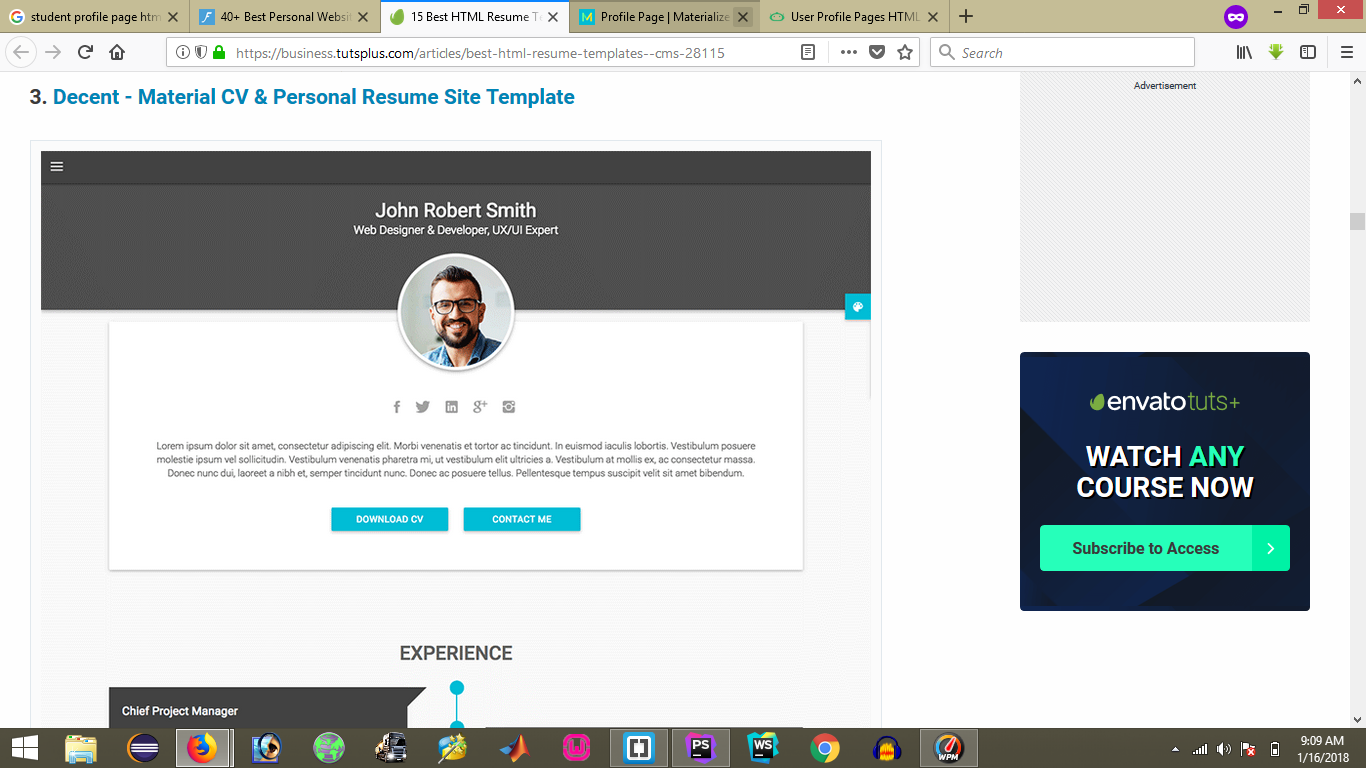 student profile page htm
40+ Best Personal Websi
15 Best HTML Resume Te
Profile Page | Materialize
User Profile Pages HTML
https://business.tutsplus.com/articles/best-html-resume-templates--cms-28115
Search
3. Decent - Material CV & Personal Resume Site Template
Advertisement
John Robert Smith
Web Designer & Developer, UX/UI Expert
Lorem ipsum dolor sit amet, consectetur adipiscing elit. Morbi venenatis et tortor ac tincidunt. In euismod iaculis lobortis. Vestibulum posuere
molestie ipsum vel sollicitudin. Vestibulum venenatis pharetra mi, ut vestibulum elit ultricies a. Vestibulum at mollis ex, ac consectetur massa.
Donec nunc dui, laoreet a nibh et, semper tincidunt nunc. Donec ac posuere tellus. Pellentesque tempus suscipit velit sit amet bibendum.
DOWNLOAD CV
CONTACT ME
EXPERIENCE
Chief Project Manager
envatotuts+
WATCH ANY
COURSE NOW
Subscribe to Access
PS
WS
WPM
9:09 AM
1/16/2018